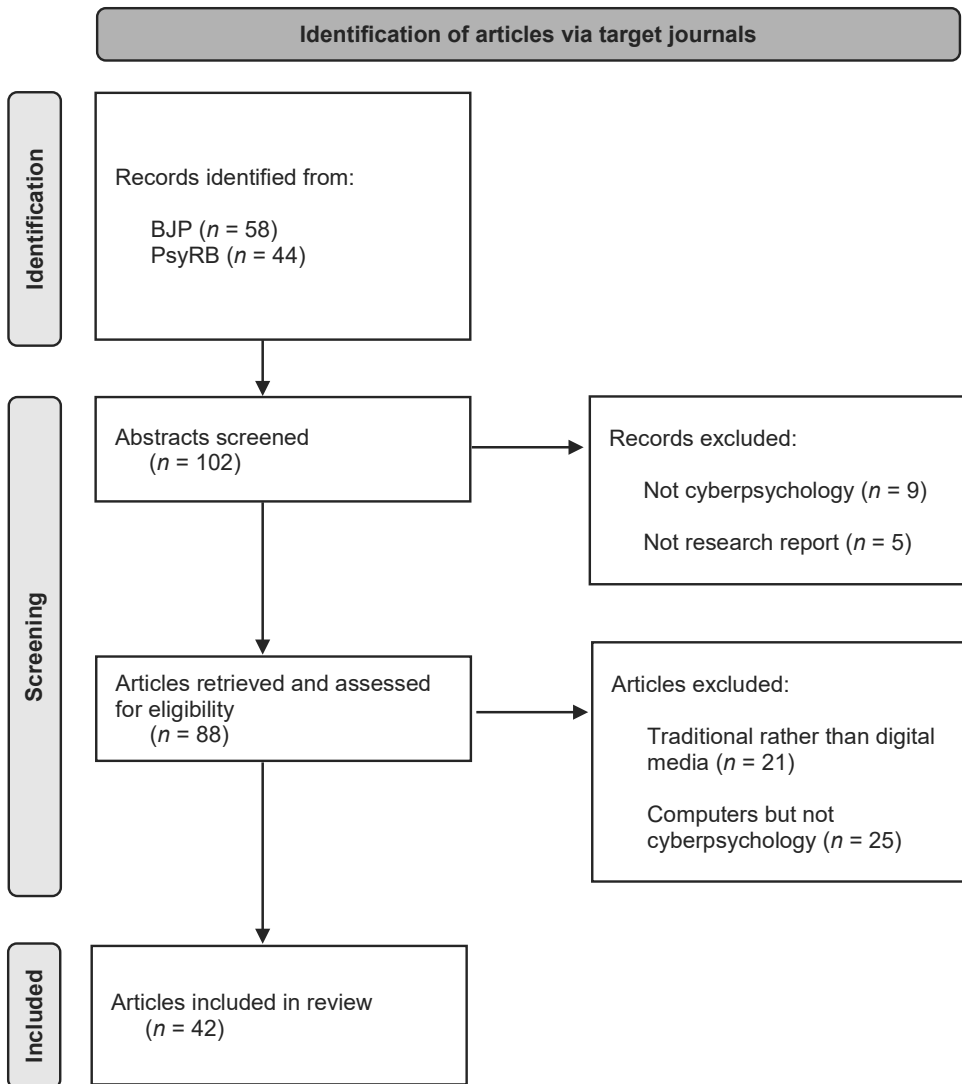 Identification of articles via target journals
Identification
Records identified from:
BJP (n = 58)
PsyRB (n = 44)
Screening
Abstracts screened
(n = 102)
Records excluded:
Not cyberpsychology (n = 9)
Not research report (n = 5)
Articles retrieved and assessed
for eligibility
(n = 88)
Articles excluded:
Traditional rather than digital
media (n = 21)
Computers but not
cyberpsychology (n = 25)
Included
Articles included in review
(n = 42)